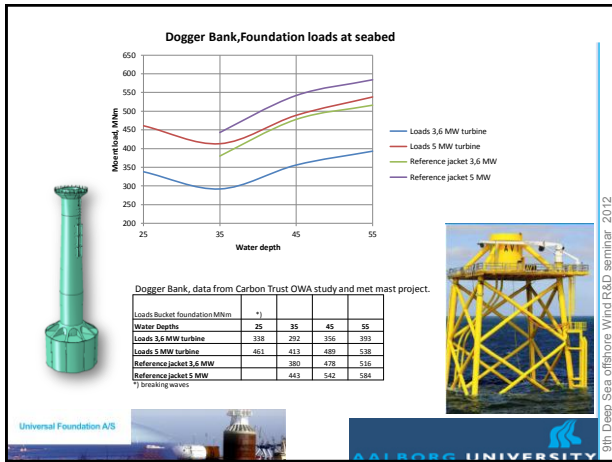 Dogger Bank,Foundation loads at seabed
650
600
550
500
450
400
350
300
250
200
Moentload, MNm
25 35 45 55
Water depth
Loads 3,6 MW turbine
Loads 5 MW turbine
Reference jacket 3,6 MW
Reference jacket 5 MW
Dogger Bank, data from Carbon Trust OWA study and met mast project.
Loads Bucket foundation MNm *)
Water Depths 25 35 45 55
Loads 3,6 MW turbine 338 292 356 393
Loads 5 MW turbine 461 413 489 538
Reference jacket 3,6 MW 380 478 516
Reference jacket 5 MW 443 542 584
*) breaking waves
Universal Foundation A/S
AALBORG UNIVERSITY
9th Deep Sea offshore Wind R&D seminar 2012